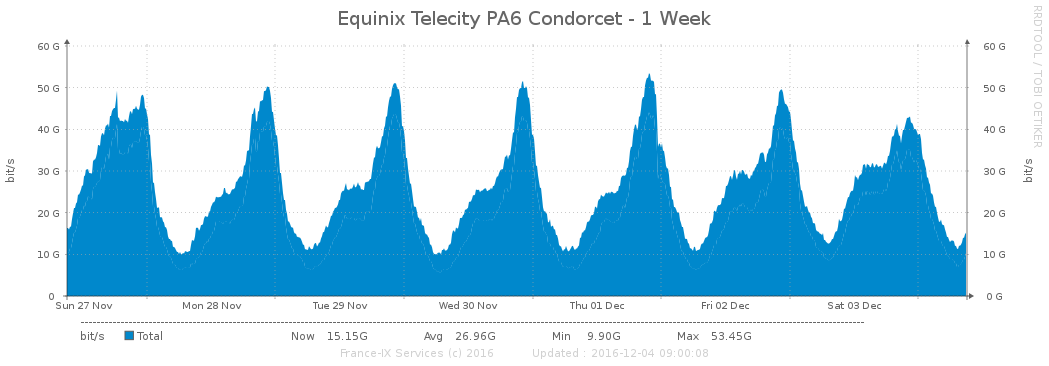 Equinix Telecity PA6 Condorcet - 1 Week
RRDTOOL / TOBI OETIKER
60 G 60 G
50 G 50 G
40 G 40 G
30 G 30 G
20 G 20 G
10 G 10 G
0 0 G
bit/s
bit/s
Sun 27 Nov Mon 28 Nov Tue 29 Nov Wed 30 Nov Thu 01 Dec Fri 02 Dec Sat 03 Dec
bit/s Total Now 15.15G Avg 26.96G Min 9.90G Max 53.45G
France-IX Services (c) 2016 Updated : 2016-12-04 09:00:08